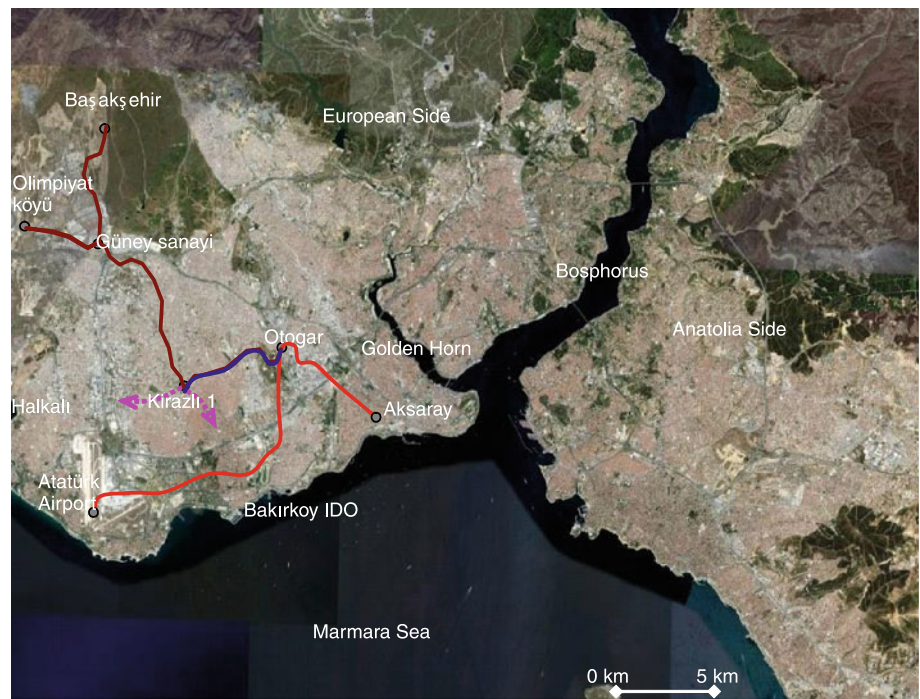 Başakşehir
European Side
Olimpiyat
köyü
Güney sanayi
Bosphorus
Otogar
Anatolia Side
Golden Horn
Halkalı
Kirazlı 1
Aksaray
Atatürk
Airport
Bakırkoy IDO
Marmara Sea
0 km
5 km